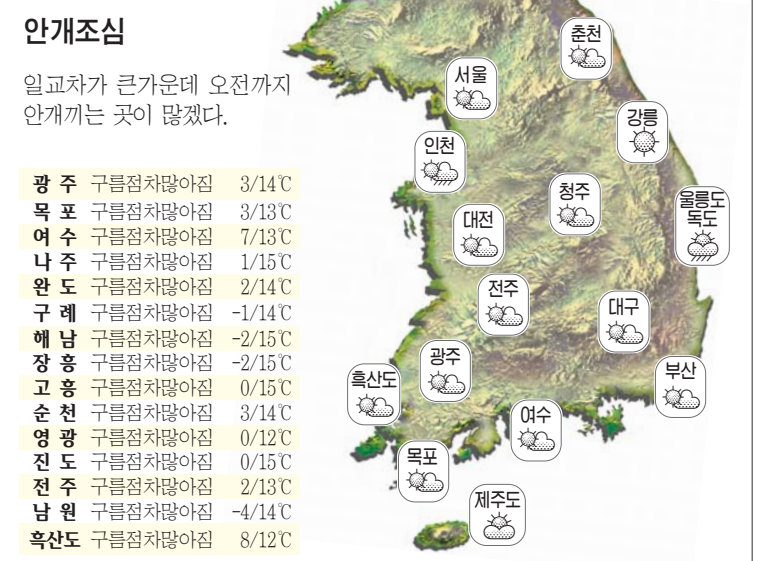 안개조심
일교차가 큰가운데 오전까지
안개끼는 곳이 많겠다.
광 주 구름점차많아짐 3/14℃
목 포 구름점차많아짐 3/13℃
여 수 구름점차많아짐 7/13℃
나 주 구름점차많아짐 1/15℃
완 도 구름점차많아짐 2/14℃
구 례 구름점차많아짐 -1/14℃
해 남 구름점차많아짐 -2/15℃
장 흥 구름점차많아짐 -2/15℃
고 흥 구름점차많아짐 0/15℃
순 천 구름점차많아짐 3/14℃
영 광 구름점차많아짐 0/12℃
진 도 구름점차많아짐 0/15℃
전 주 구름점차많아짐 2/13℃
남 원 구름점차많아짐 -4/14℃
흑산도 구름점차많아짐 8/12℃
춘천
서울
강릉
인천
청주
울릉도
독도
대전
전주
대구
광주
부산
흑산도
여수
목포
제주도